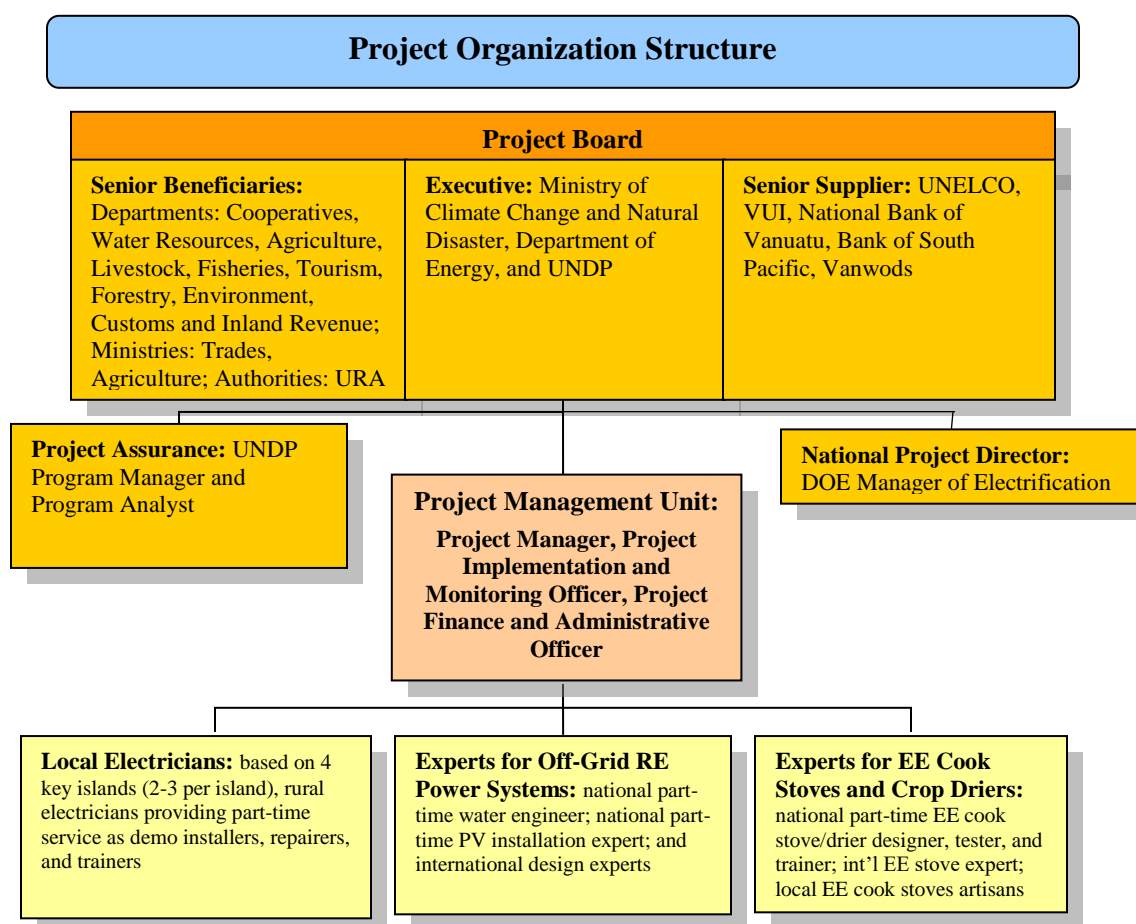 Project Organization Structure
Project Board
Senior Beneficiaries:
Departments: Cooperatives,
Water Resources, Agriculture,
Livestock, Fisheries, Tourism,
Forestry, Environment,
Customs and Inland Revenue;
Ministries: Trades,
Agriculture; Authorities: URA
Executive: Ministry of
Climate Change and Natural
Disaster, Department of
Energy, and UNDP
Senior Supplier: UNELCO,
VUI, National Bank of
Vanuatu, Bank of South
Pacific, Vanwods
Project Assurance: UNDP
Program Manager and
Program Analyst
National Project Director:
DOE Manager of Electrification
Project Management Unit:
Project Manager, Project
Implementation and
Monitoring Officer, Project
Finance and Administrative
Officer
Local Electricians: based on 4
key islands (2-3 per island), rural
electricians providing part-time
service as demo installers, repairers,
and trainers
Experts for Off-Grid RE
Power Systems: national part-
time water engineer; national part-
time PV installation expert; and
international design experts
Experts for EE Cook
Stoves and Crop Driers:
national part-time EE cook
stove/drier designer, tester, and
trainer; int’l EE stove expert;
local EE cook stoves artisans